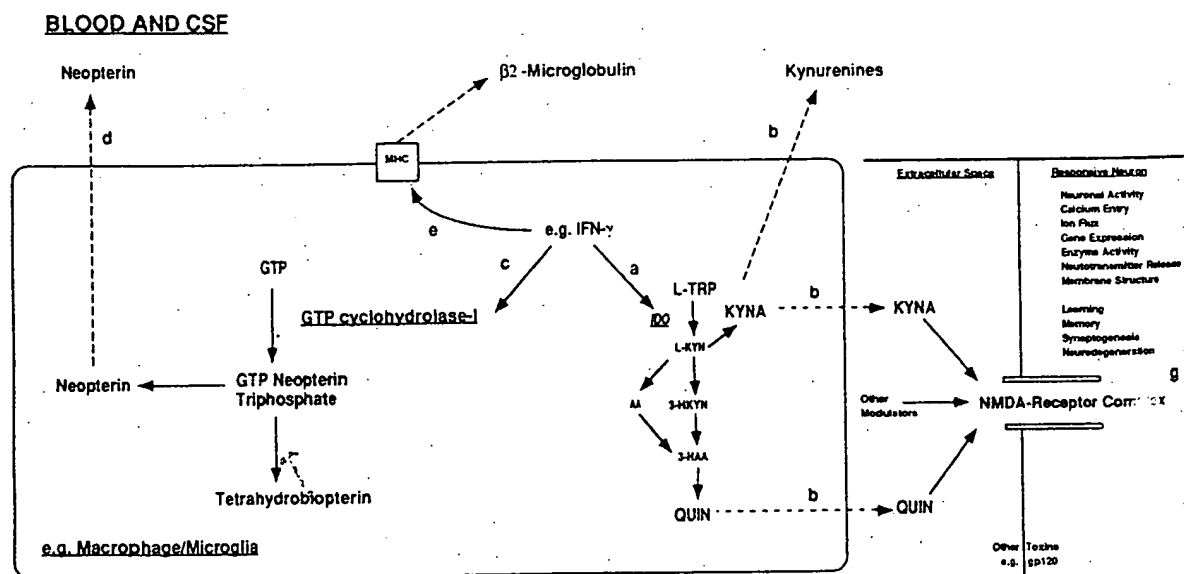 BLOOD AND CSF
Neopterin
β2-Microglobulin
Kynurenines
d
b
MHC
Extracellular Space
Responsive Neuron
Neuronal Activity
Calcium Entry
Ion Flux
Gene Expression
Enzyme Activity
Neutotransmitter Release
Membrane Structure
Learning
Memory
Synaptogenesis
Neurodegeneration
e
e.g. IFN-γ
c
a
GTP
GTP cyclohydrolase-I
L-TRP
IDO
KYNA
b
KYNA
L-KYN
Neopterin
GTP Neopterin
Triphosphate
AA
3-HKYN
Other
Modulators
NMDA-Receptor
g
3-HAA
Tetrahydrobiopterin
QUIN
b
QUIN
e.g. Macrophage/Microglia
Other Toxins
e.g. gp120